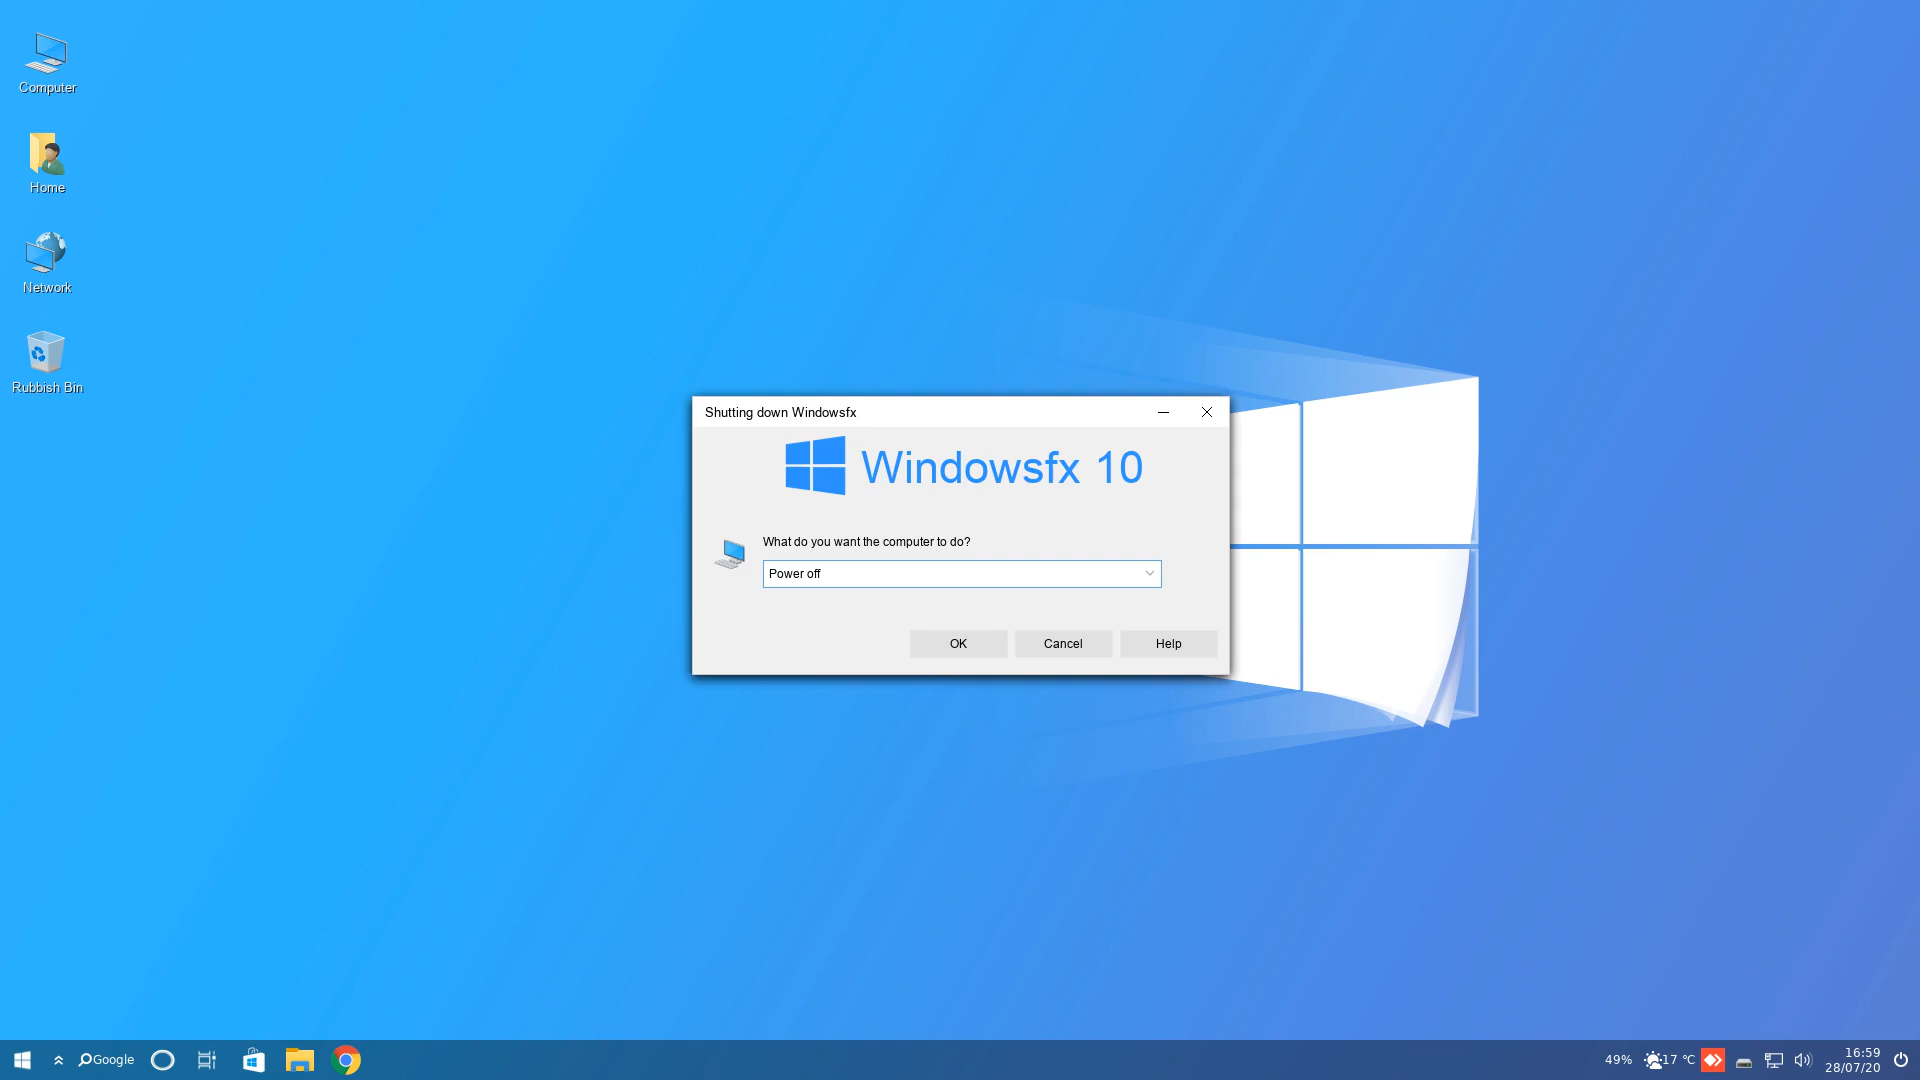 Computer
Home
Network
Rubbish Bin
Shutting down Windowsfx
Windowsfx 10
What do you want the computer to do?
Power off
OK Cancel Help
Google
49% 17 °C 16:59
28/07/20